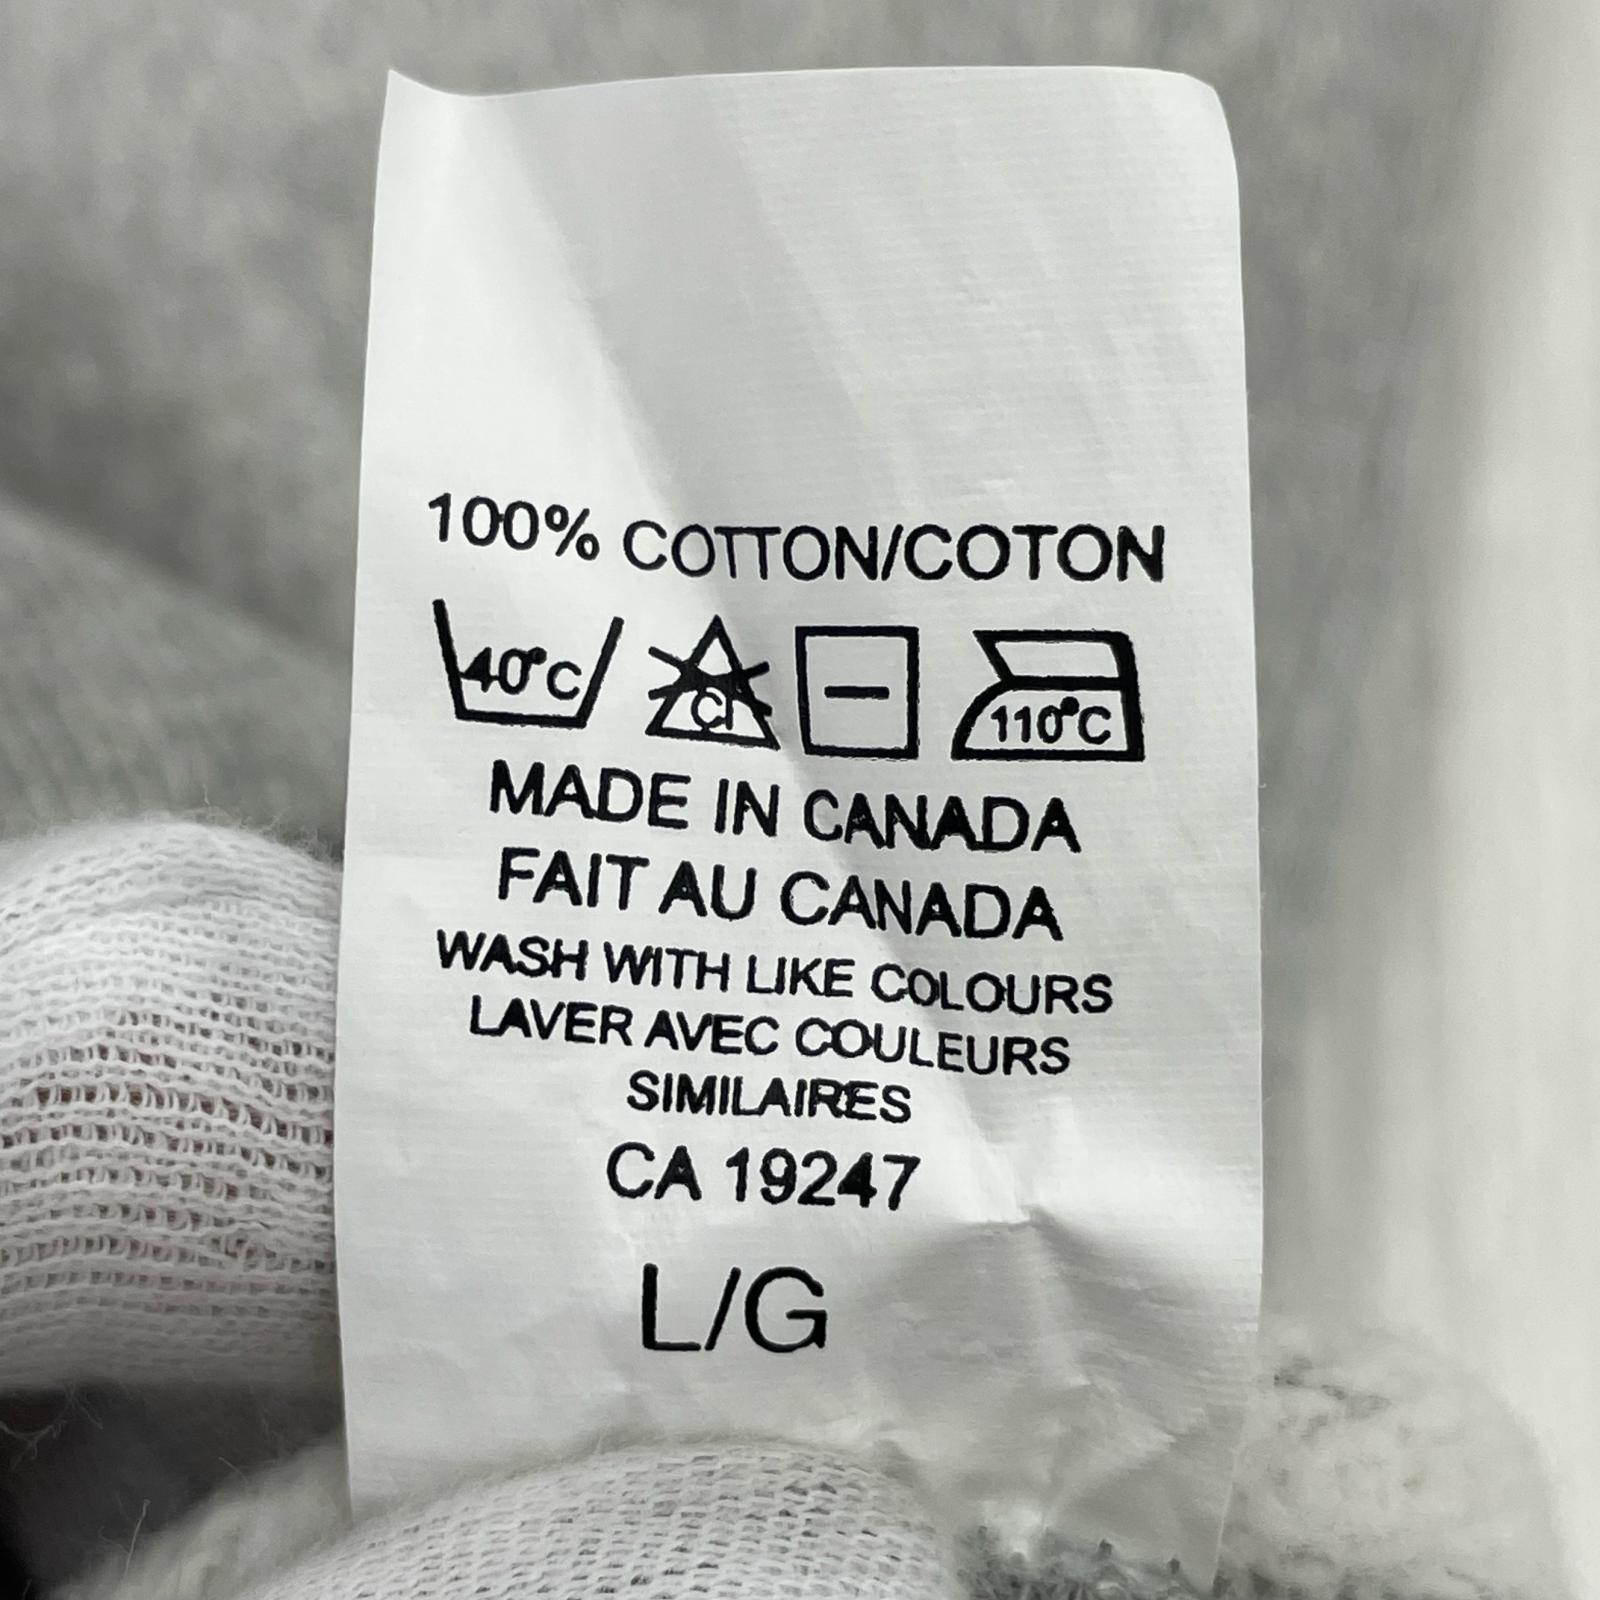 100% COTTON/COTON
40°C Cl 110°C
MADE IN CANADA
FAIT AU CANADA
WASH WITH LIKE COLOURS
LAVER AVEC COULEURS
SIMILAIRES
CA 19247
L/G